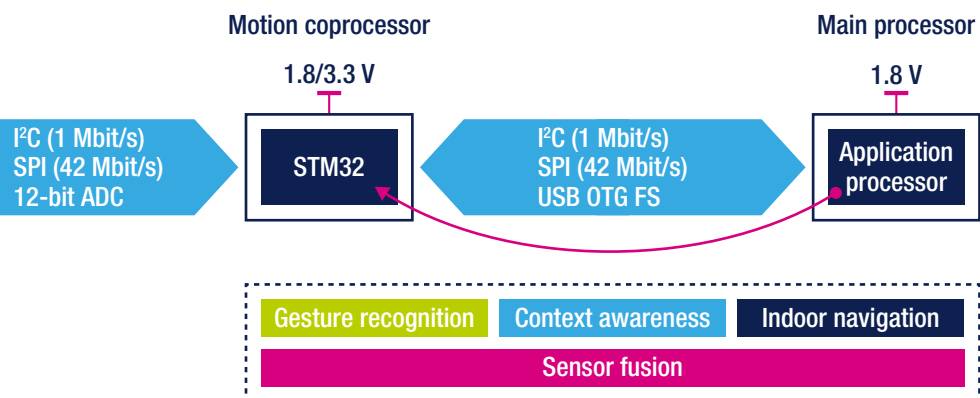 Motion coprocessor
Main processor
1.8/3.3 V
1.8 V
I²C (1 Mbit/s)
SPI (42 Mbit/s)
12-bit ADC
STM32
I²C (1 Mbit/s)
SPI (42 Mbit/s)
USB OTG FS
Application
processor
Gesture recognition
Context awareness
Indoor navigation
Sensor fusion